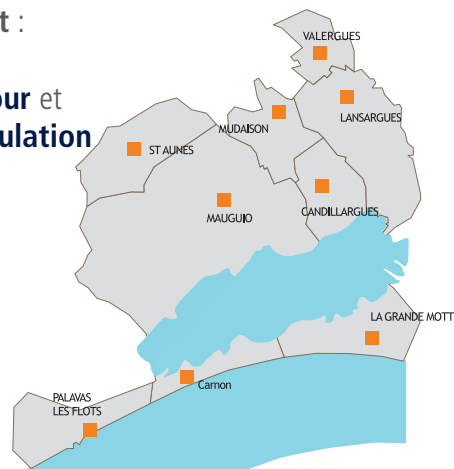 t :
our et
ulation
VALERGUES
LANSARGUES
MUDAISON
ST AUNES
CANDILLARGUES
MAUGUIO
LA GRANDE MOTT
Carnon
PALAVAS
LES FLOTS